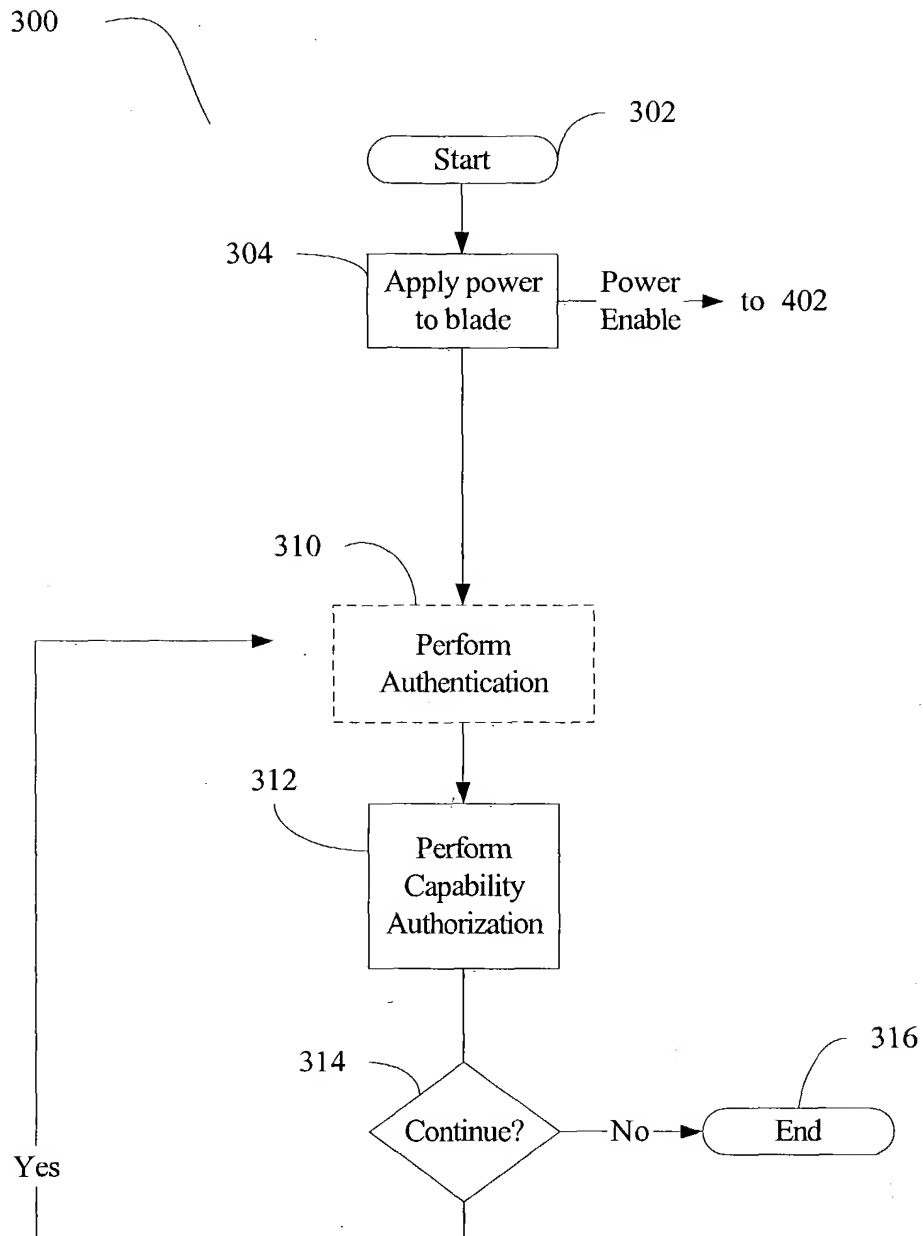 300
302
Start
304
Apply power
to blade
Power
Enable
to 402
310
Perform
Authentication
312
Perform
Capability
Authorization
314
316
Continue?
No
End
Yes